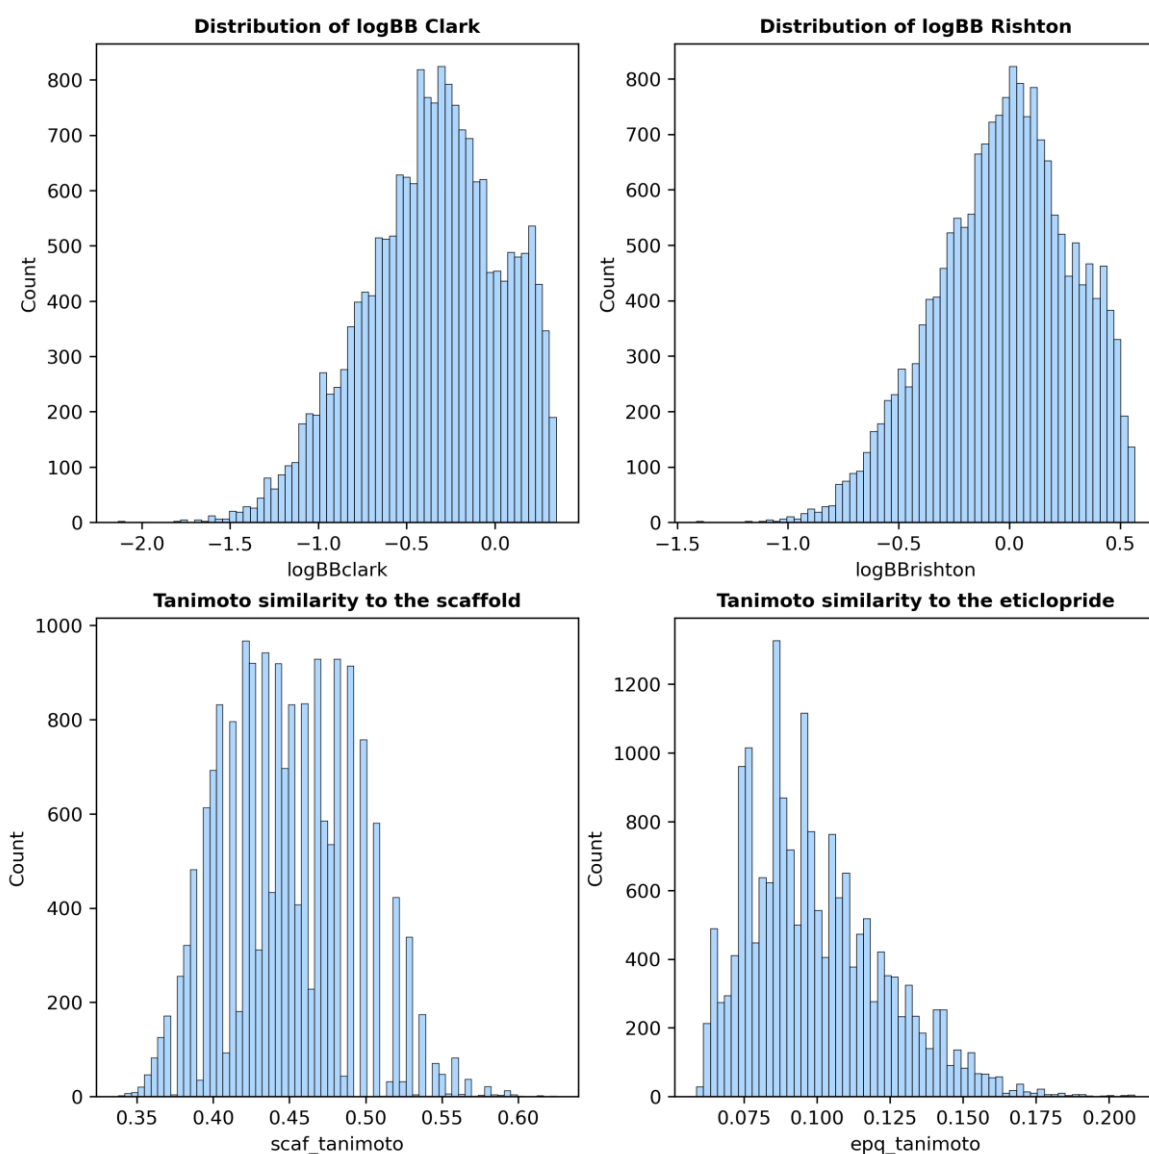 Distribution of logBB Clark
Count
800
700
600
500
400
300
200
100
0
-2.0 -1.5 -1.0 -0.5 0.0
logBBclark
Distribution of logBB Rishton
Count
800
700
600
500
400
300
200
100
0
-1.5 -1.0 -0.5 0.0 0.5
logBBrishton
Tanimoto similarity to the scaffold
Count
1000
800
600
400
200
0
0.35 0.40 0.45 0.50 0.55 0.60
scaf_tanimoto
Tanimoto similarity to the eticlopride
Count
1200
1000
800
600
400
200
0
0.075 0.100 0.125 0.150 0.175 0.200
epq_tanimoto